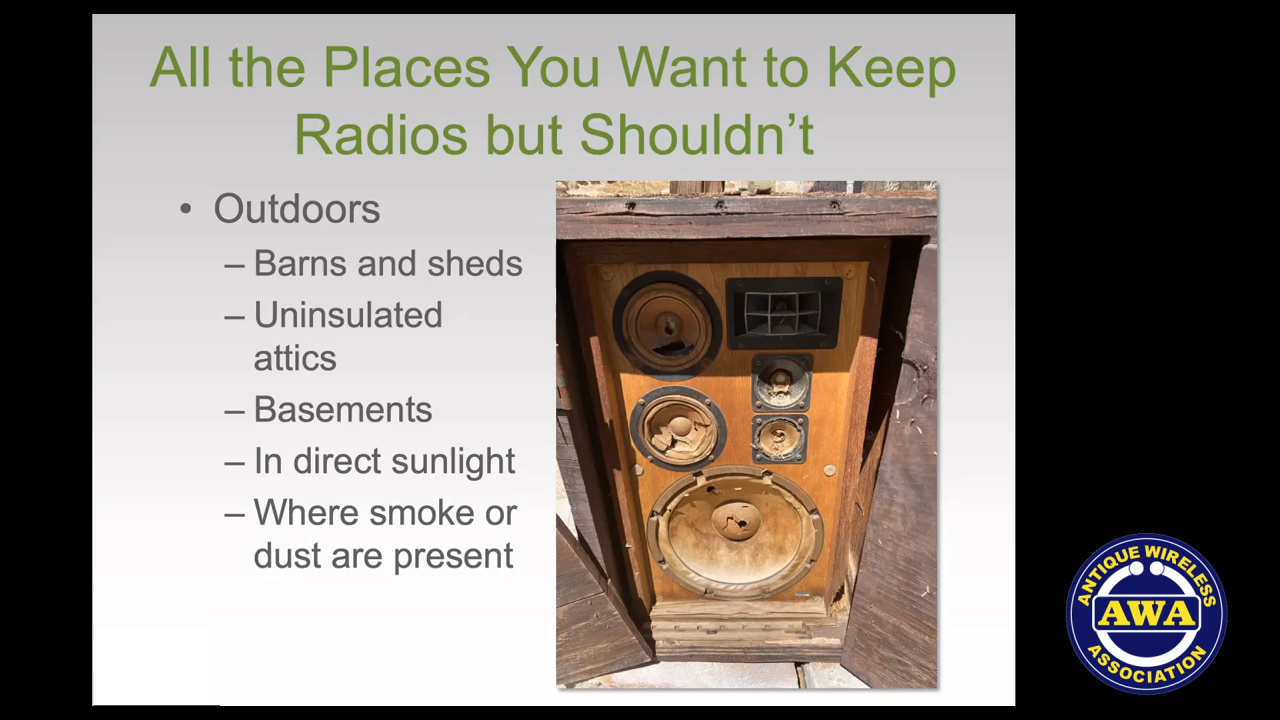 All the Places You Want to Keep
Radios but Shouldn’t
• Outdoors
– Barns and sheds
– Uninsulated
attics
– Basements
– In direct sunlight
– Where smoke or
dust are present
ANTIQUE WIRELESS
AWA
ASSOCIATION